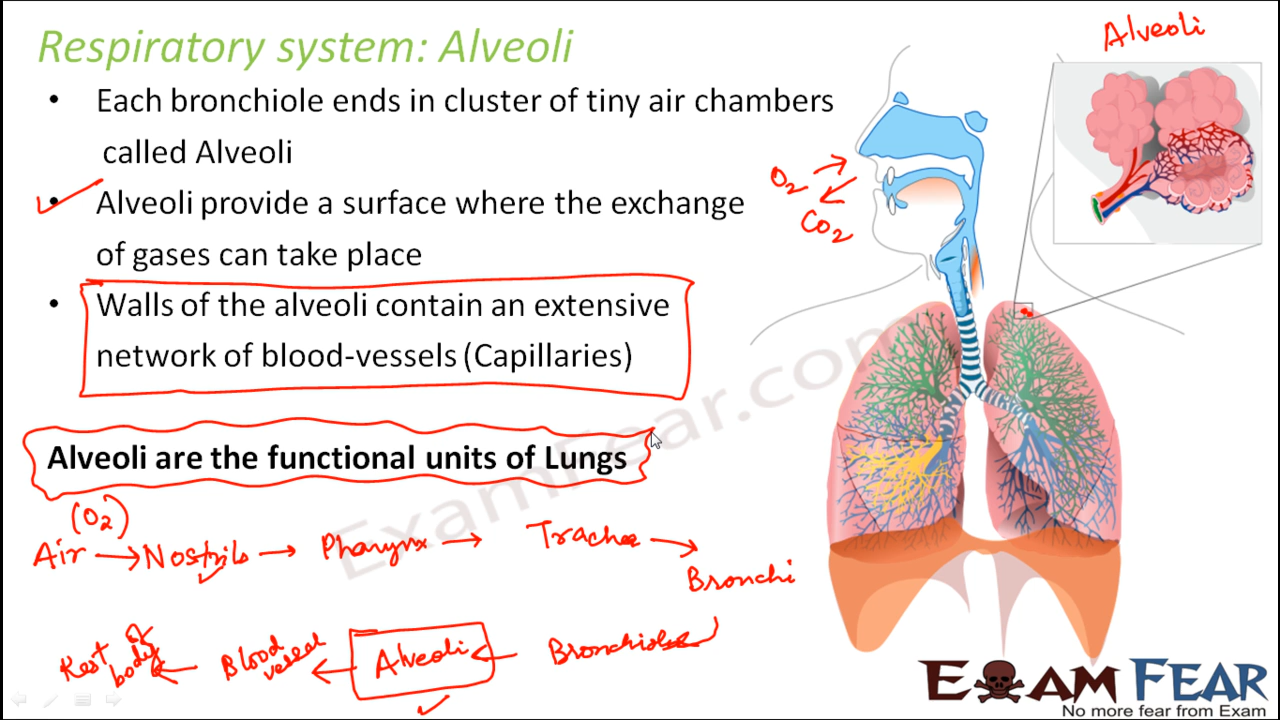 Respiratory system: Alveoli
• Each bronchiole ends in cluster of tiny air chambers
called Alveoli
• Alveoli provide a surface where the exchange
of gases can take place
• Walls of the alveoli contain an extensive
network of blood-vessels (Capillaries)
Alveoli are the functional units of Lungs
(O2)
Air → Nostrils → Pharynx → Trachea →
Bronchi
Bronchioles
Alveoli
Blood vessel
Rest of body
Alveoli
O2
CO2
ExamFear.com
EXAM FEAR
No more fear from Exam